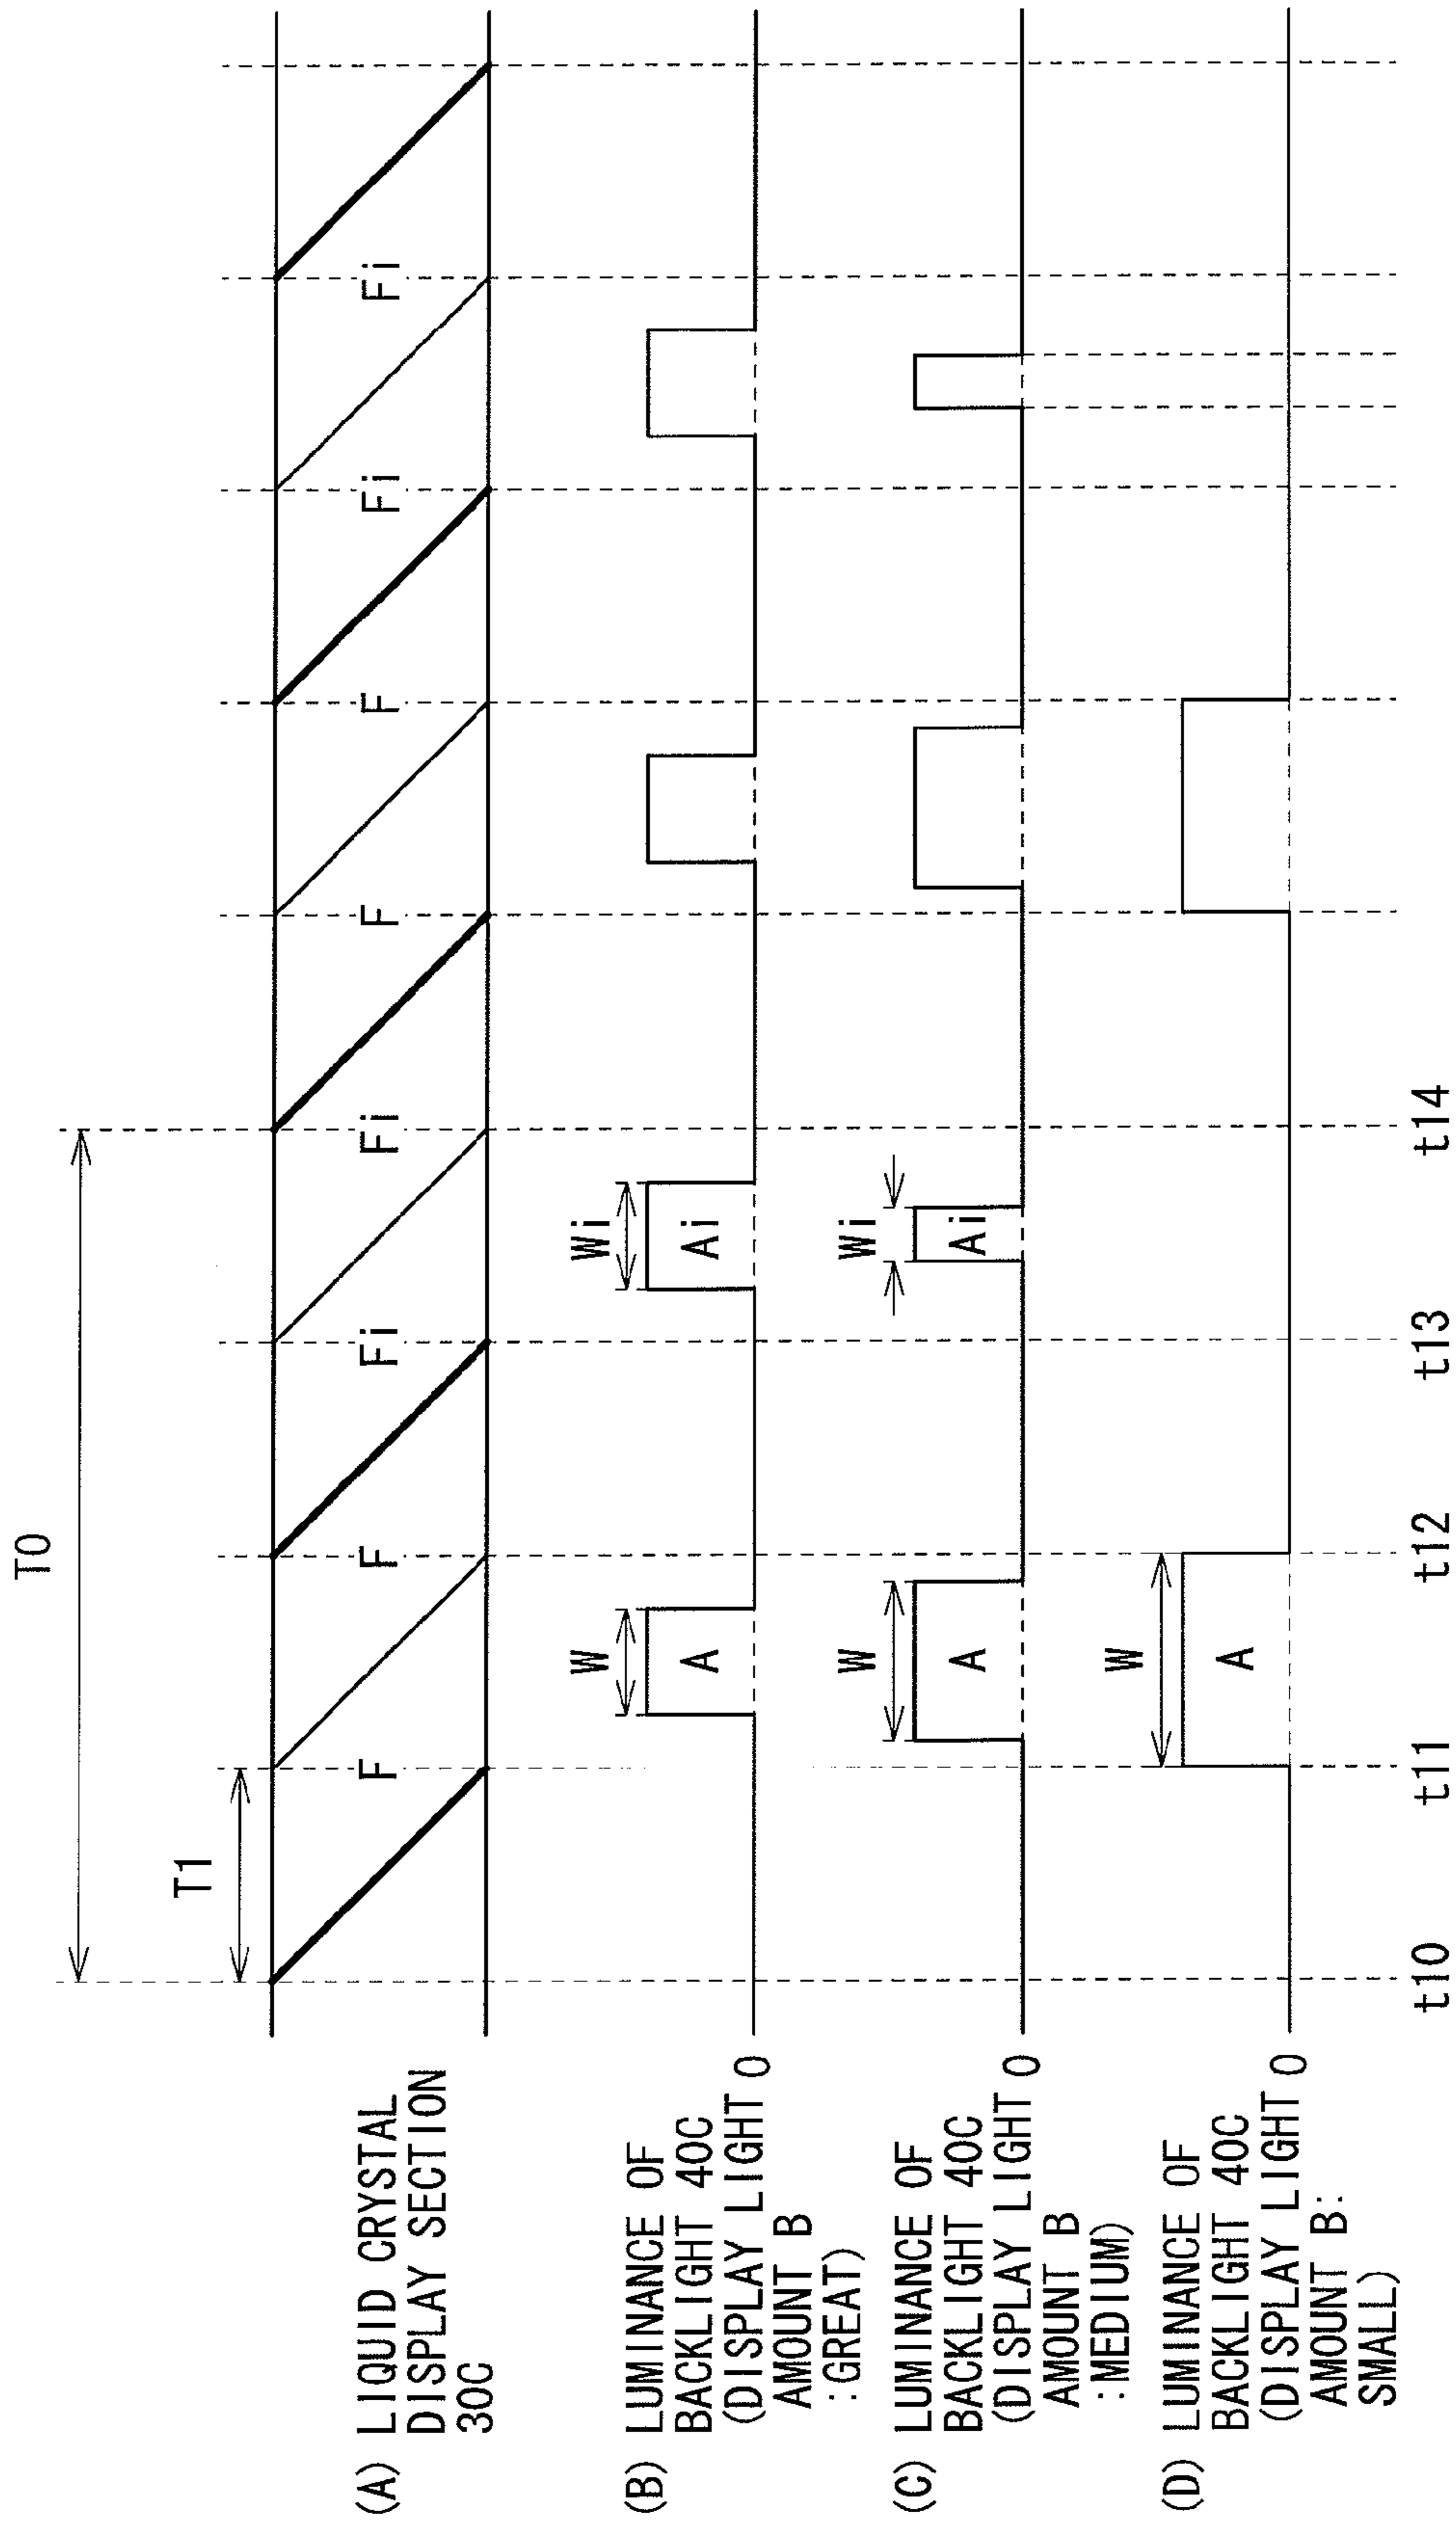 T0
T1
(A) LIQUID CRYSTAL
DISPLAY SECTION
30C
F F Fi Fi F F Fi Fi
(B) LUMINANCE OF
BACKLIGHT 40C
(DISPLAY LIGHT 0
AMOUNT B
:GREAT)
W Wi
A Ai
(C) LUMINANCE OF
BACKLIGHT 40C
(DISPLAY LIGHT 0
AMOUNT B
:MEDIUM)
W Wi
A Ai
(D) LUMINANCE OF
BACKLIGHT 40C
(DISPLAY LIGHT 0
AMOUNT B:
SMALL)
W
A
t10 t11 t12 t13 t14